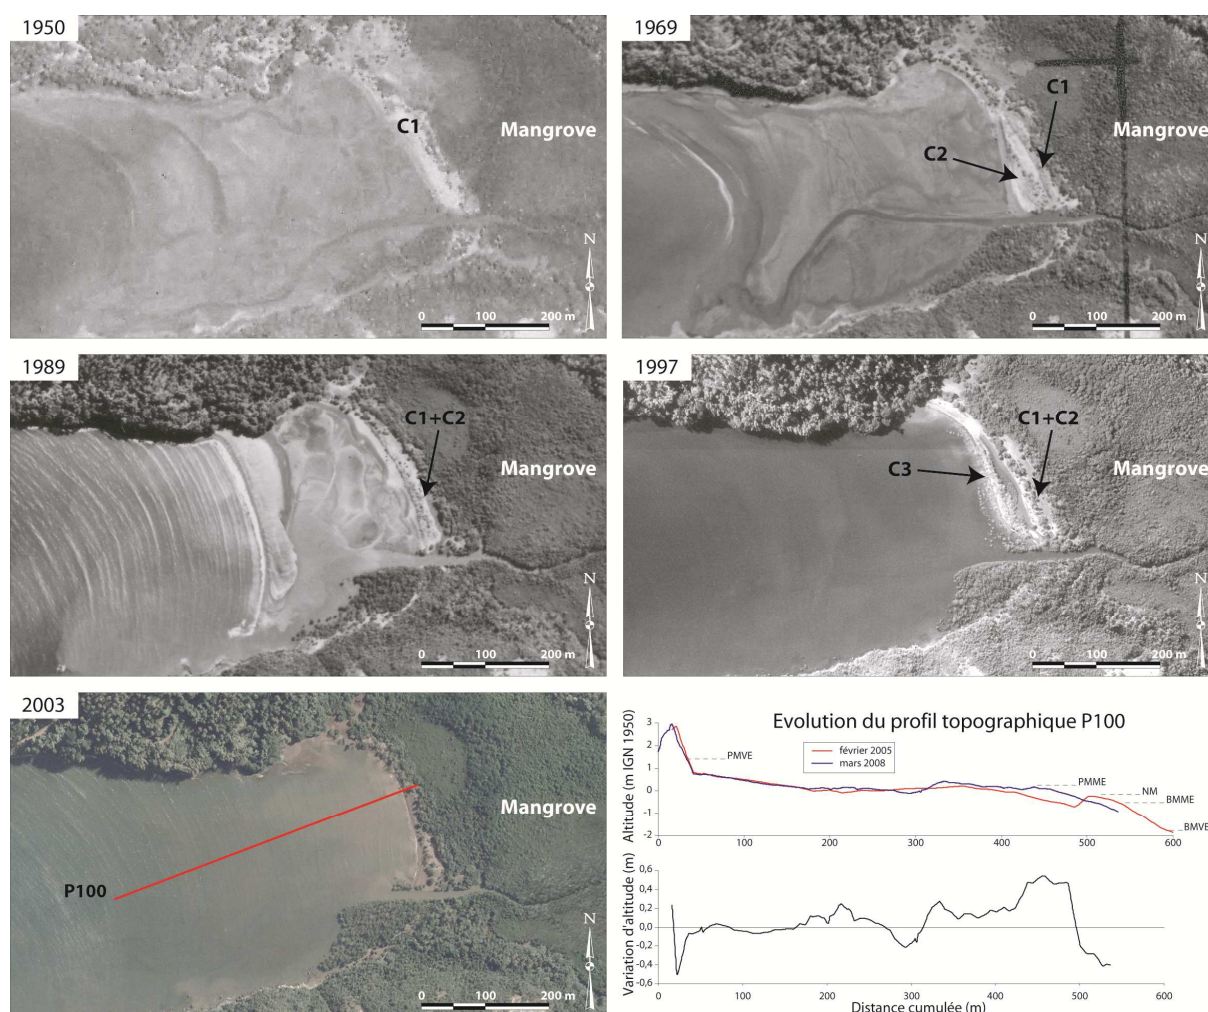 1950
C1
Mangrove
N
0 100 200 m
1969
C1
Mangrove
C2
N
0 100 200 m
1989
C1+C2
Mangrove
N
0 100 200 m
1997
C1+C2
Mangrove
C3
N
0 100 200 m
2003
Mangrove
P100
N
0 100 200 m
Evolution du profil topographique P100
Altitude (m IGN 1950)
3
2
1
0
-1
-2
février 2005
mars 2008
PMVE
PMME
NM
BMME
BMVE
0 100 200 300 400 500 600
Variation d'altitude (m)
0,6
0,4
0,2
0,0
-0,2
-0,4
-0,6
0 100 200 300 400 500 600
Distance cumulée (m)